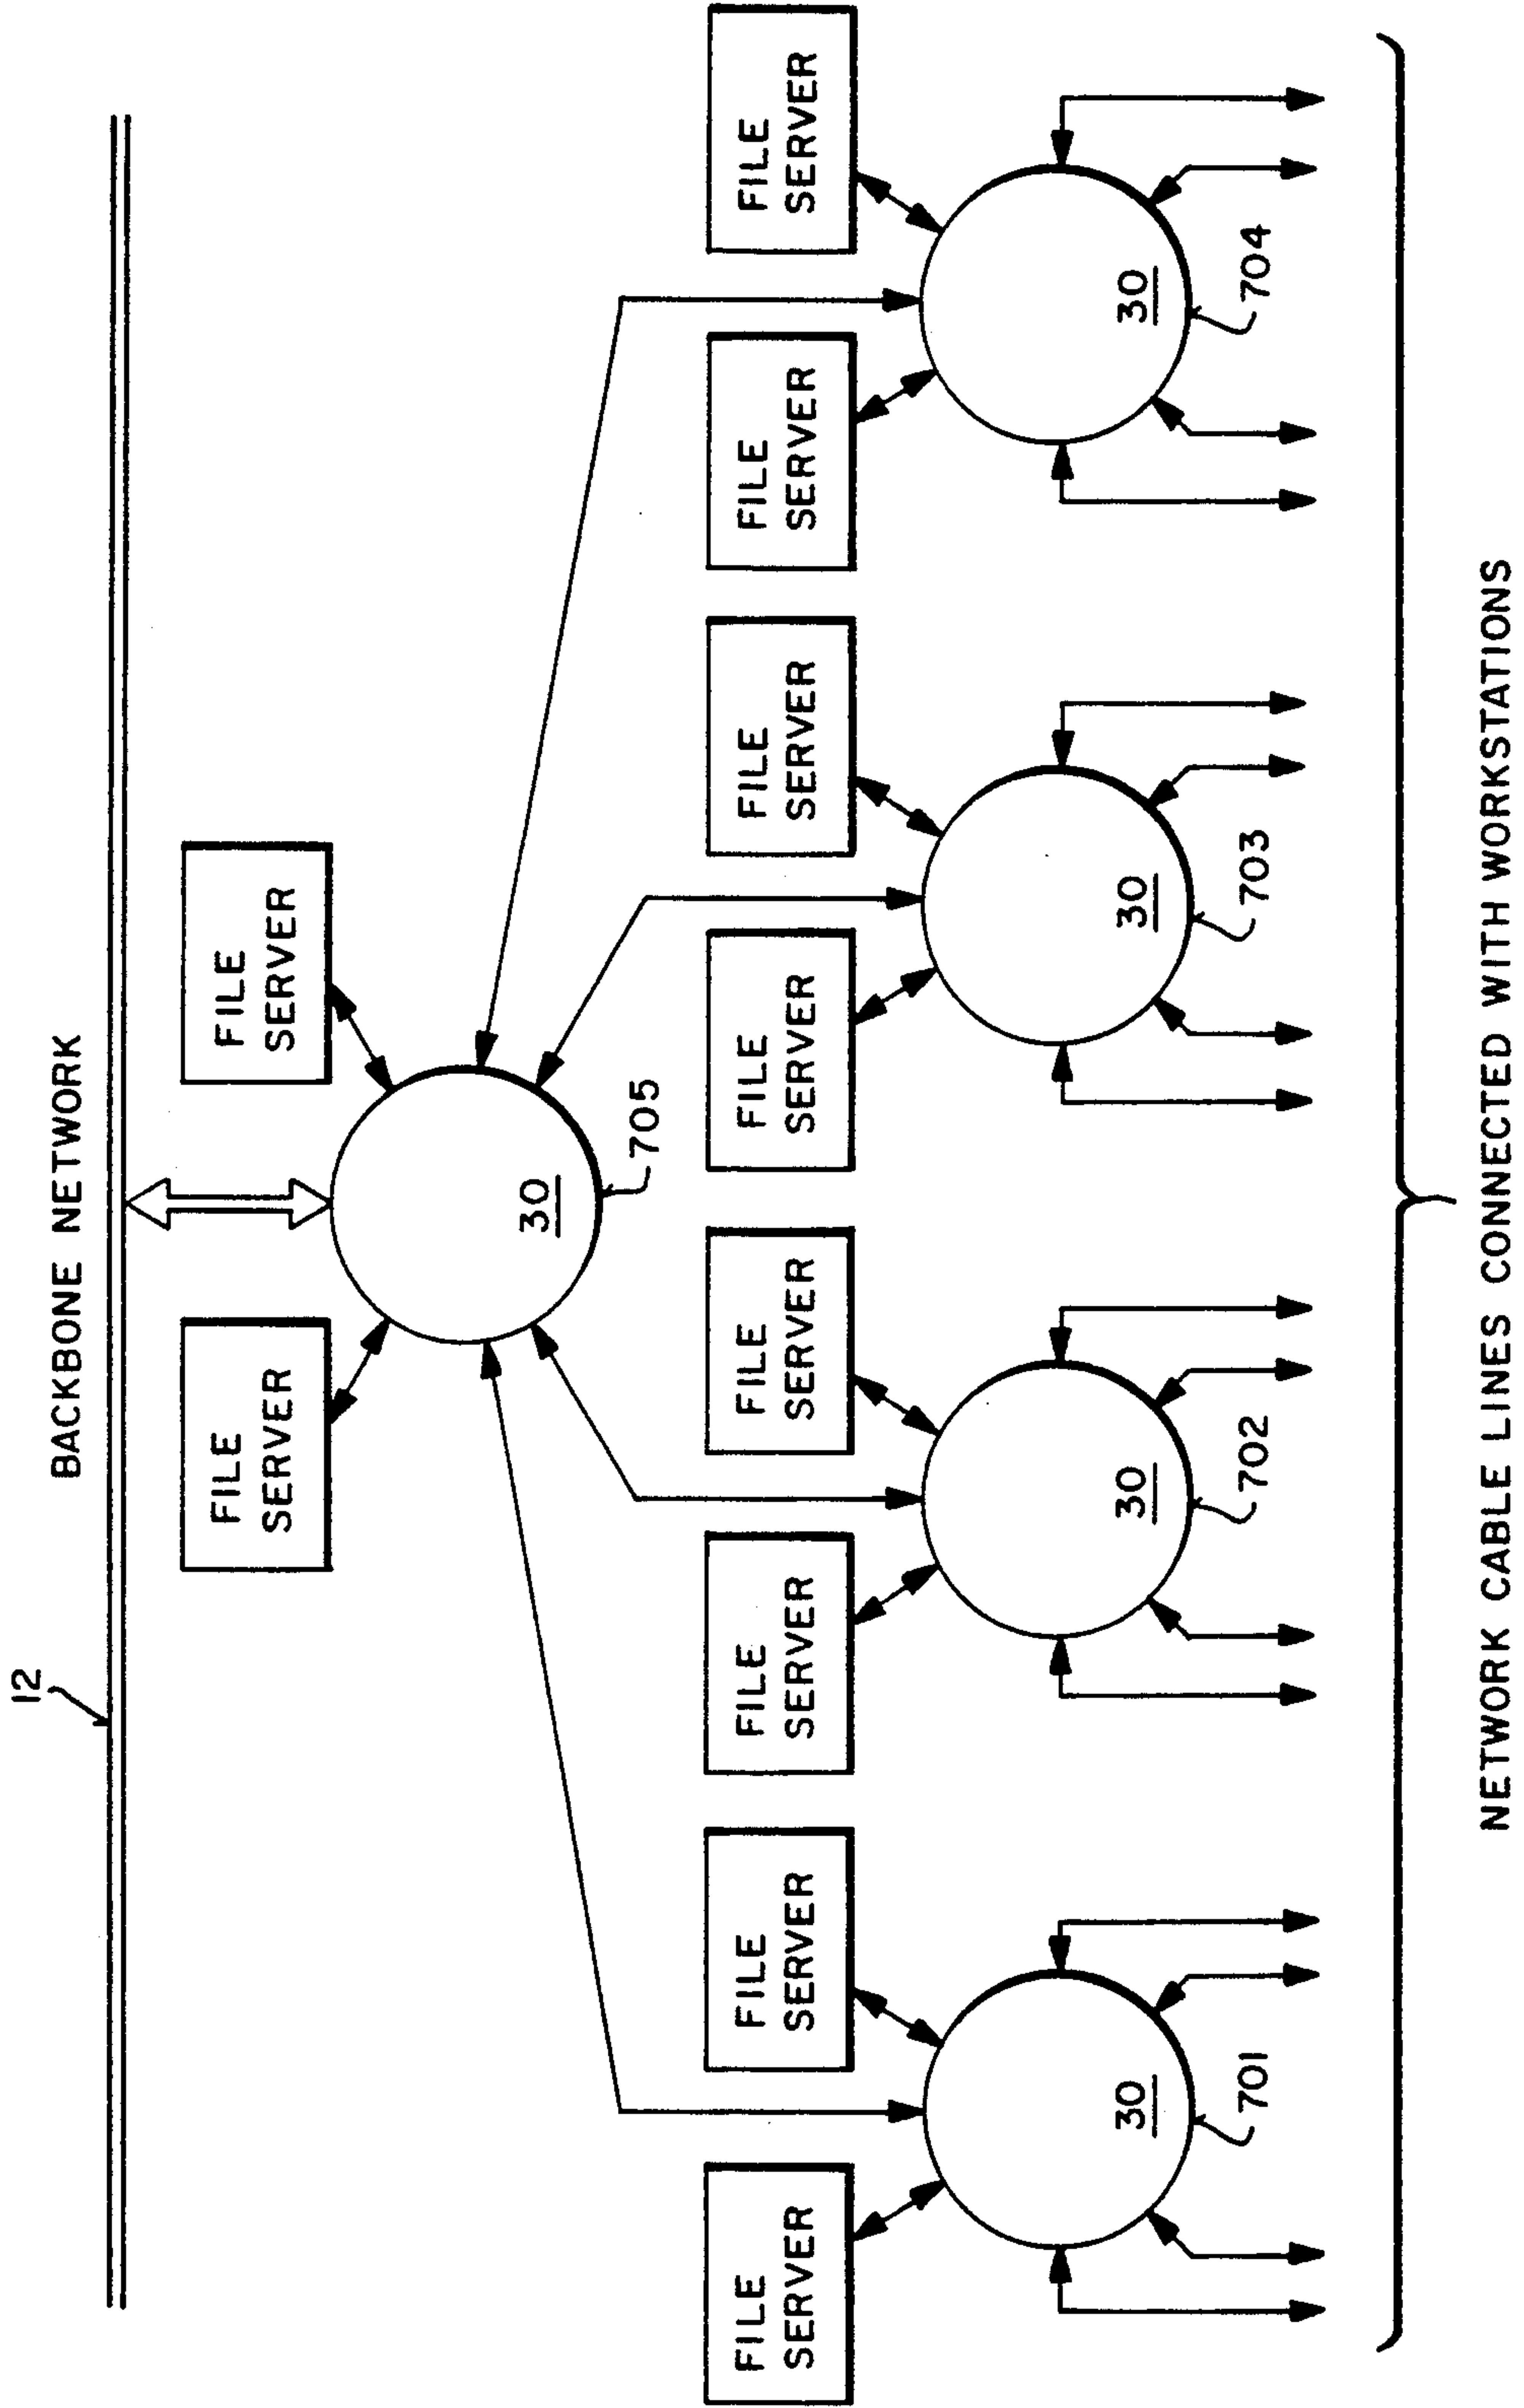 12
BACKBONE NETWORK
FILE
SERVER
FILE
SERVER
30
705
FILE
SERVER
FILE
SERVER
FILE
SERVER
FILE
SERVER
FILE
SERVER
FILE
SERVER
FILE
SERVER
FILE
SERVER
30
701
30
702
30
703
30
704
NETWORK CABLE LINES CONNECTED WITH WORKSTATIONS